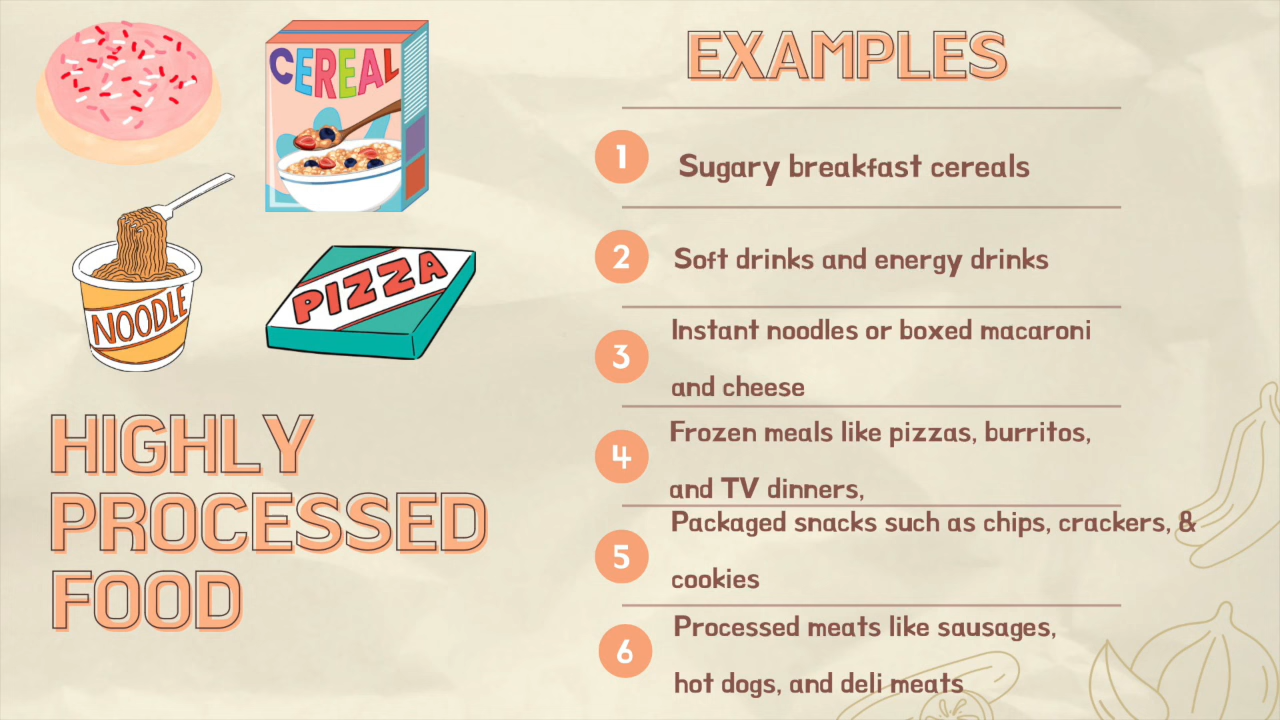 CEREAL
NOODLE
PIZZA
HIGHLY
PROCESSED
FOOD
EXAMPLES
1 Sugary breakfast cereals
2 Soft drinks and energy drinks
3 Instant noodles or boxed macaroni
and cheese
4 Frozen meals like pizzas, burritos,
and TV dinners,
5 Packaged snacks such as chips, crackers, &
cookies
6 Processed meats like sausages,
hot dogs, and deli meats